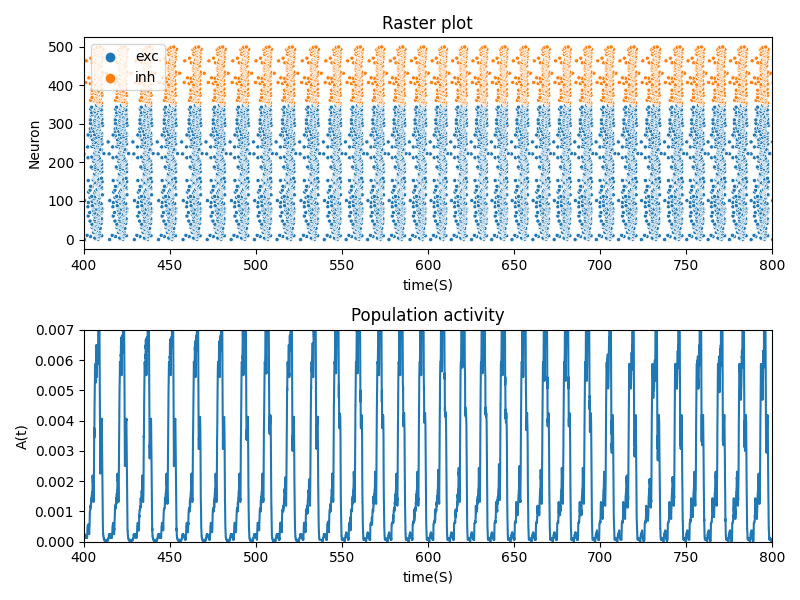 Raster plot
500
400
300
200
100
0
Neuron
exc
inh
400 450 500 550 600 650 700 750 800
time(S)
Population activity
0.007
0.006
0.005
0.004
0.003
0.002
0.001
0.000
A(t)
400 450 500 550 600 650 700 750 800
time(S)